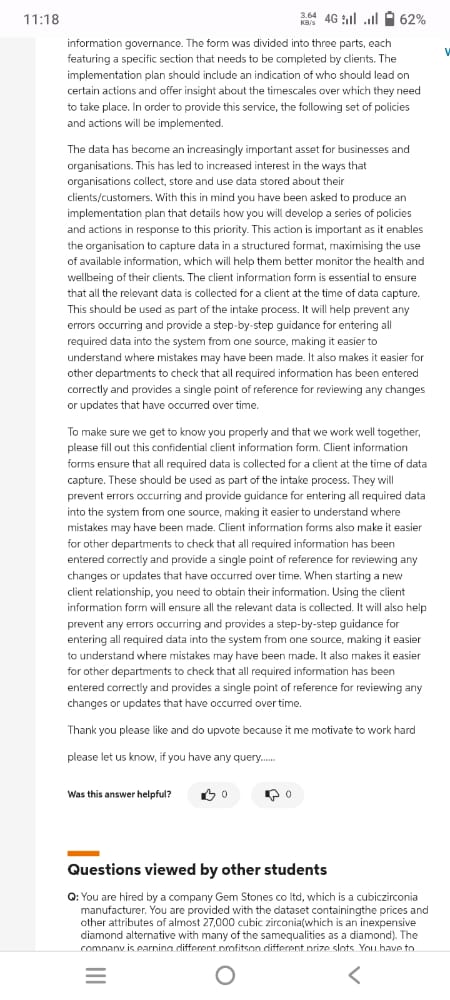 11:18
3.64 KB/s 4G 62%
information governance. The form was divided into three parts, each
featuring a specific section that needs to be completed by clients. The
implementation plan should include an indication of who should lead on
certain actions and offer insight about the timescales over which they need
to take place. In order to provide this service, the following set of policies
and actions will be implemented.
The data has become an increasingly important asset for businesses and
organisations. This has led to increased interest in the ways that
organisations collect, store and use data stored about their
clients/customers. With this in mind you have been asked to produce an
implementation plan that details how you will develop a series of policies
and actions in response to this priority. This action is important as it enables
the organisation to capture data in a structured format, maximising the use
of available information, which will help them better monitor the health and
wellbeing of their clients. The client information form is essential to ensure
that all the relevant data is collected for a client at the time of data capture.
This should be used as part of the intake process. It will help prevent any
errors occurring and provide a step-by-step guidance for entering all
required data into the system from one source, making it easier to
understand where mistakes may have been made. It also makes it easier for
other departments to check that all required information has been entered
correctly and provides a single point of reference for reviewing any changes
or updates that have occurred over time.
To make sure we get to know you properly and that we work well together,
please fill out this confidential client information form. Client information
forms ensure that all required data is collected for a client at the time of data
capture. These should be used as part of the intake process. They will
prevent errors occurring and provide guidance for entering all required data
into the system from one source, making it easier to understand where
mistakes may have been made. Client information forms also make it easier
for other departments to check that all required information has been
entered correctly and provide a single point of reference for reviewing any
changes or updates that have occurred over time. When starting a new
client relationship, you need to obtain their information. Using the client
information form will ensure all the relevant data is collected. It will also help
prevent any errors occurring and provides a step-by-step guidance for
entering all required data into the system from one source, making it easier
to understand where mistakes may have been made. It also makes it easier
for other departments to check that all required information has been
entered correctly and provides a single point of reference for reviewing any
changes or updates that have occurred over time.
Thank you please like and do upvote because it me motivate to work hard
please let us know, if you have any query......
Was this answer helpful? 0 0
Questions viewed by other students
Q: You are hired by a company Gem Stones co ltd, which is a cubiczirconia
manufacturer. You are provided with the dataset containingthe prices and
other attributes of almost 27,000 cubic zirconia(which is an inexpensive
diamond alternative with many of the samequalities as a diamond). The
company is earning different profitson different prize slots. You have to